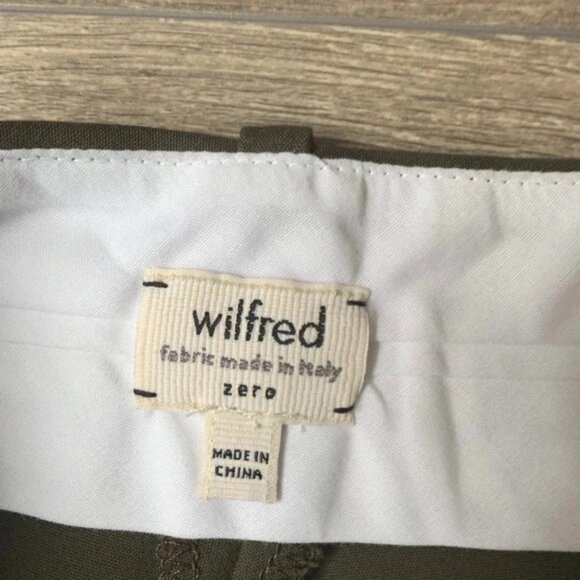 wilfred
fabric made in Italy
zero
MADE IN
CHINA